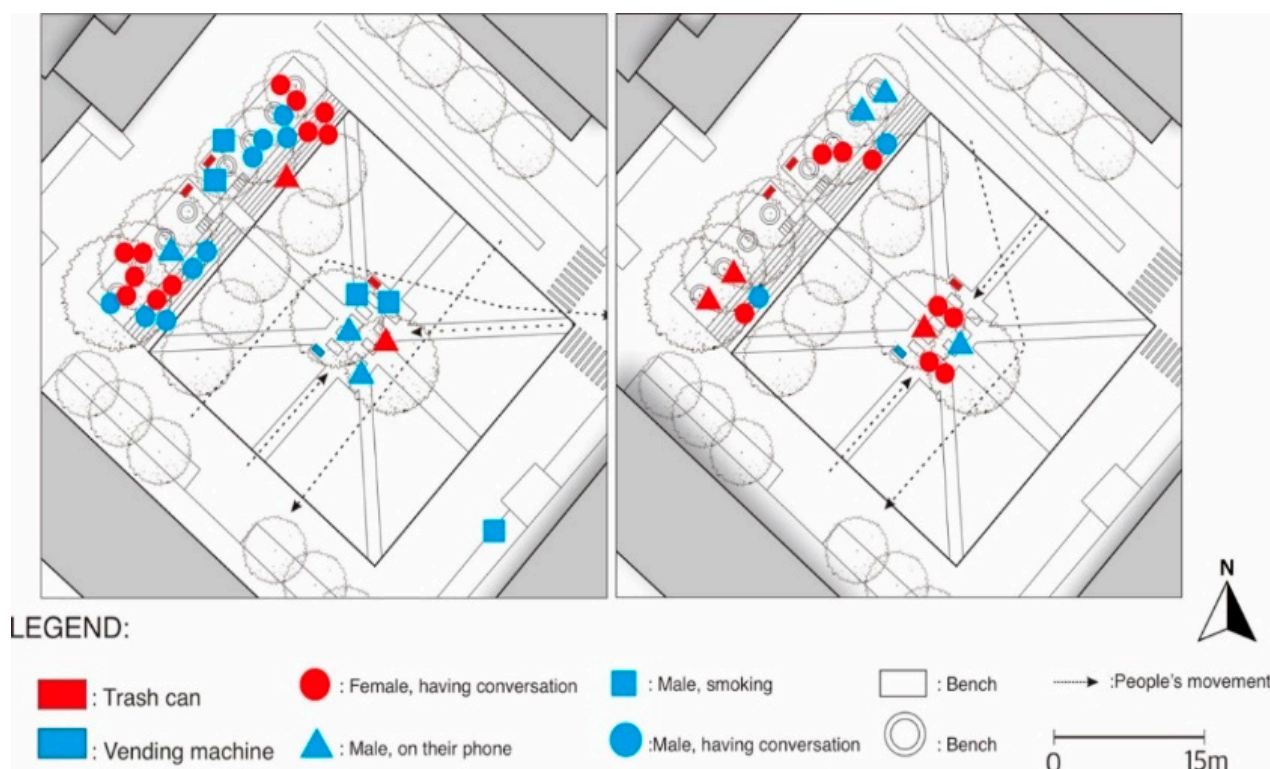 N
LEGEND:
: Trash can
: Female, having conversation
: Male, smoking
: Bench
:People's movement
: Vending machine
: Male, on their phone
:Male, having conversation
: Bench
0 15m